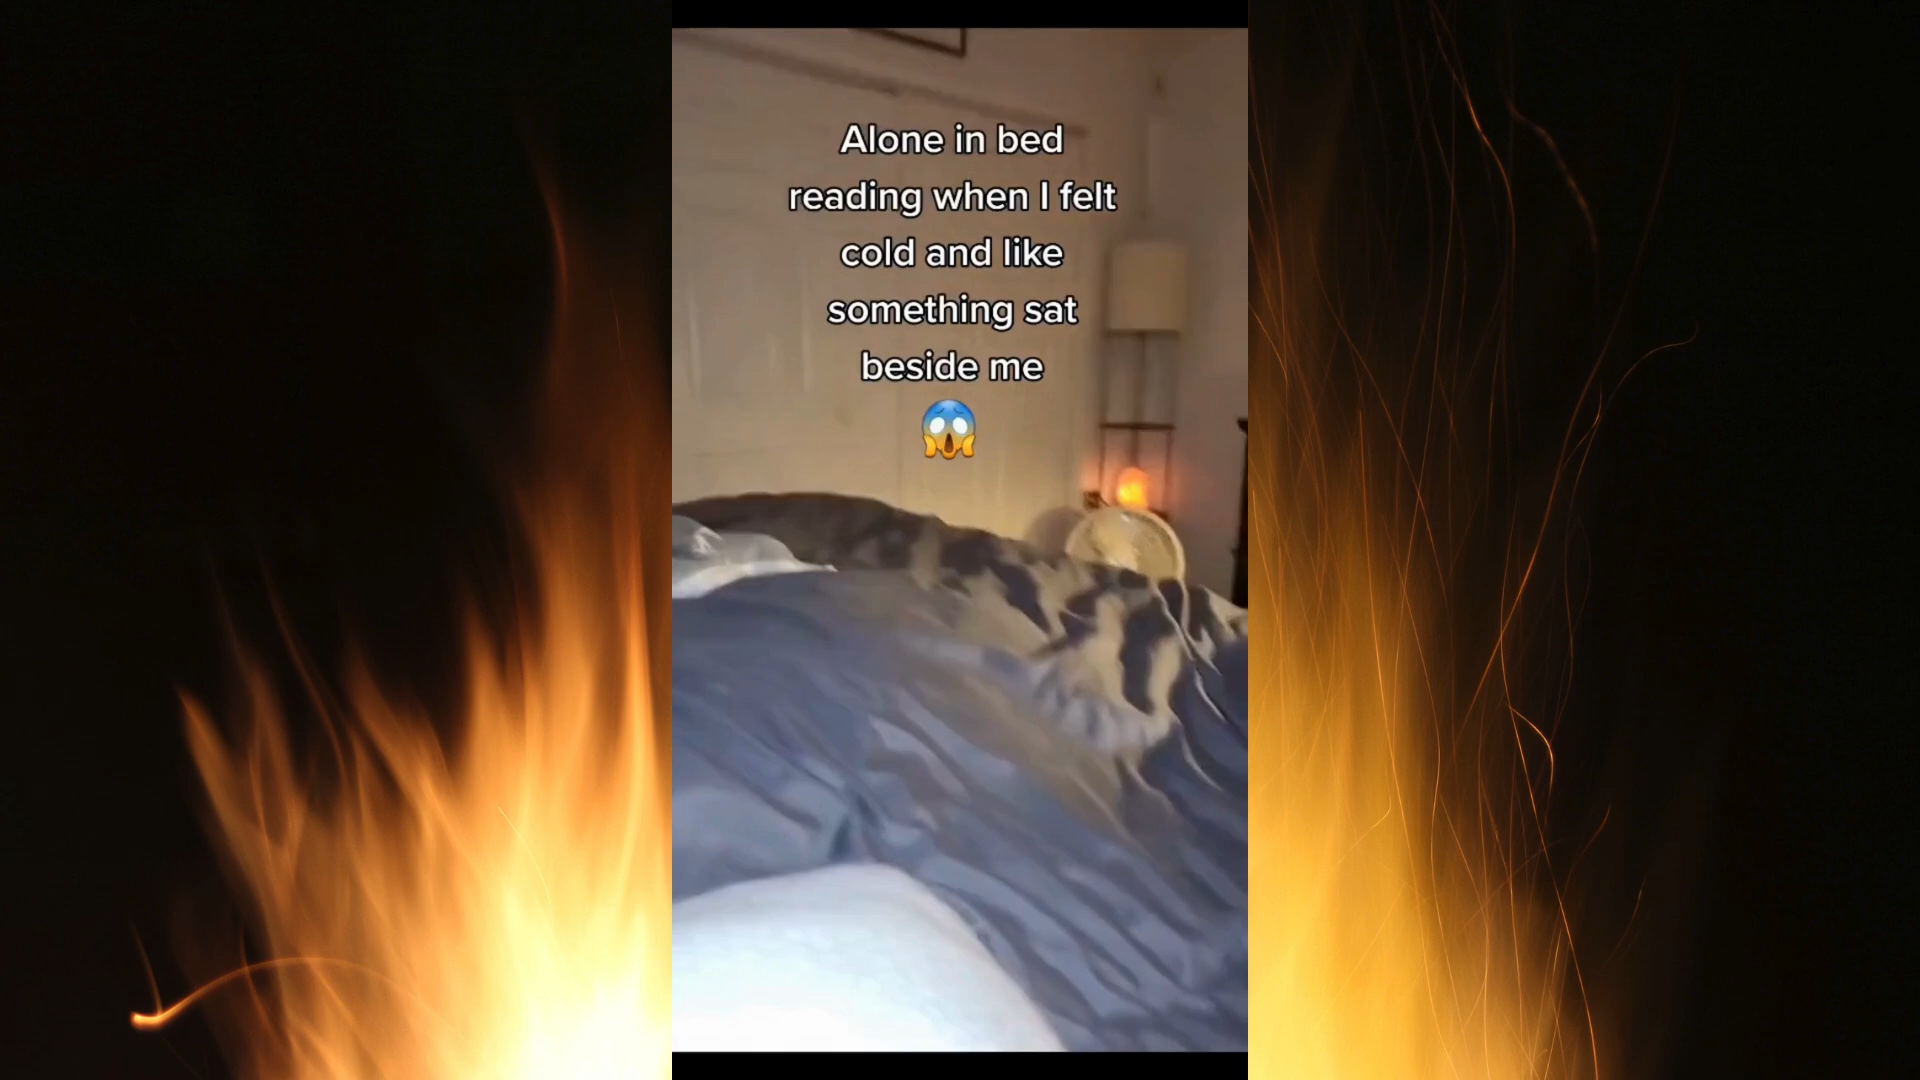 Alone in bed
reading when I felt
cold and like
something sat
beside me
😱